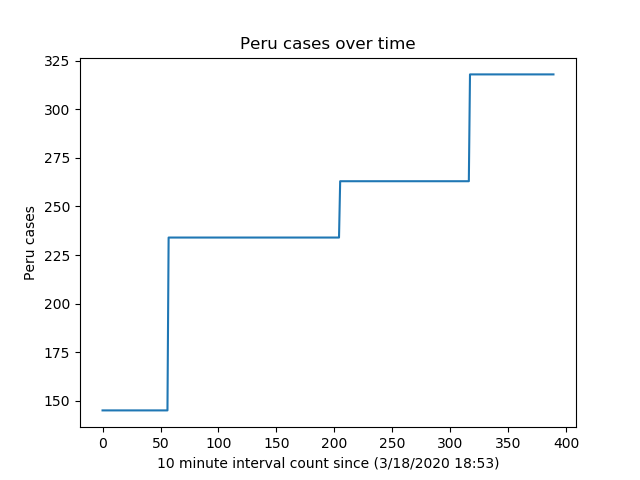 Peru cases over time
325
300
275
250
225
200
175
150
Peru cases
0 50 100 150 200 250 300 350 400
10 minute interval count since (3/18/2020 18:53)